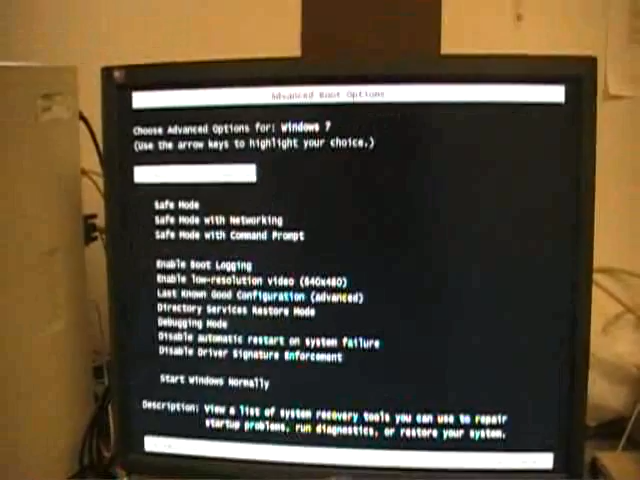 Advanced Boot Options
Choose Advanced Options for: Windows 7
(Use the arrow keys to highlight your choice.)
Safe Mode
Safe Mode with Networking
Safe Mode with Command Prompt
Enable Boot Logging
Enable low-resolution video (640x480)
Last Known Good Configuration (advanced)
Directory Services Restore Mode
Debugging Mode
Disable automatic restart on system failure
Disable Driver Signature Enforcement
Start Windows Normally
Description: View a list of system recovery tools you can use to repair
startup problems, run diagnostics, or restore your system.